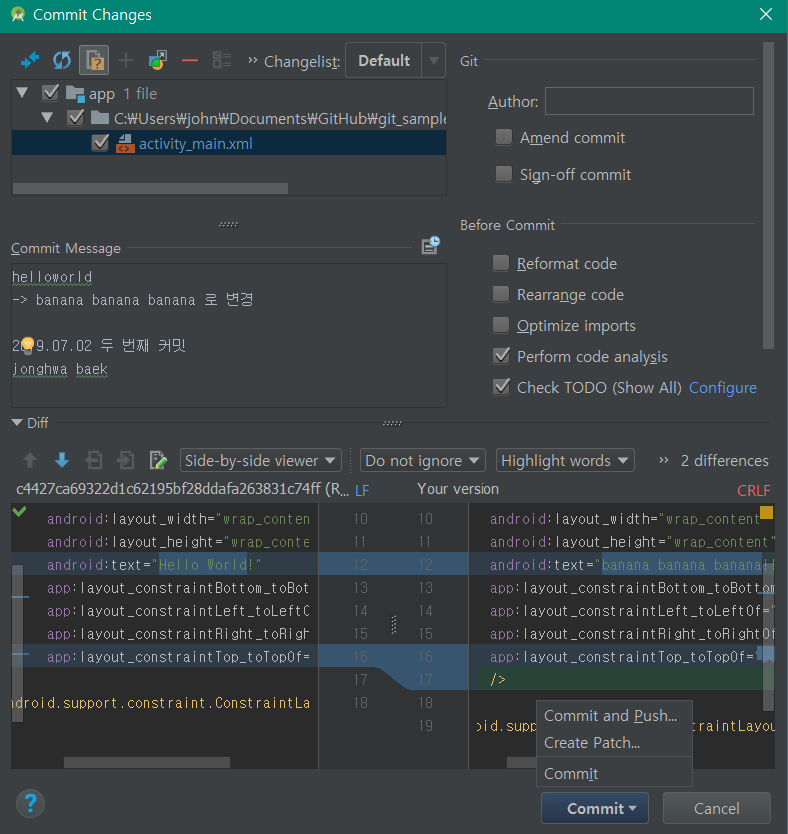 Commit Changes
Changelist: Default
app 1 file
C:₩Users₩john₩Documents₩GitHub₩git_sample
activity_main.xml
Git
Author:
Amend commit
Sign-off commit
Before Commit
Reformat code
Rearrange code
Optimize imports
Perform code analysis
Check TODO (Show All) Configure
Commit Message
helloworld
-> banana banana banana 로 변경
9.07.02 두 번째 커밋
jonghwa baek
Diff
Side-by-side viewer Do not ignore Highlight words 2 differences
c4427ca69322d1c62195bf28ddafa263831c74ff (R... LF Your version CRLF
android:layout_width="wrap_conten 10 10 android:layout_width="wrap_content"
android:layout_height="wrap_conte 11 11 android:layout_height="wrap_content"
android:text="Hello World!" 12 12 android:text="banana banana banana!
app:layout_constraintBottom_toBot 13 13 app:layout_constraintBottom_toBottom
app:layout_constraintLeft_toLeftO 14 14 app:layout_constraintLeft_toLeftOf="
app:layout_constraintRight_toRigh 15 15 app:layout_constraintRight_toRightOf
app:layout_constraintTop_toTopOf= 16 16 app:layout_constraintTop_toTopOf=
17 17 />
ndroid.support.constraint.ConstraintLa 18 18
19 oid.supp raintLayou
Commit and Push...
Create Patch...
Commit
? Commit Cancel